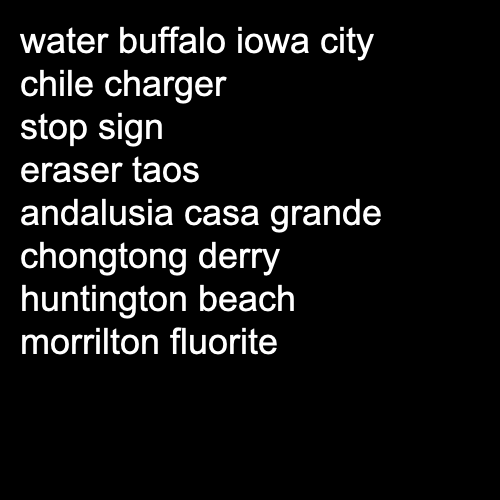 water buffalo iowa city
chile charger
stop sign
eraser taos
andalusia casa grande
chongtong derry
huntington beach
morrilton fluorite